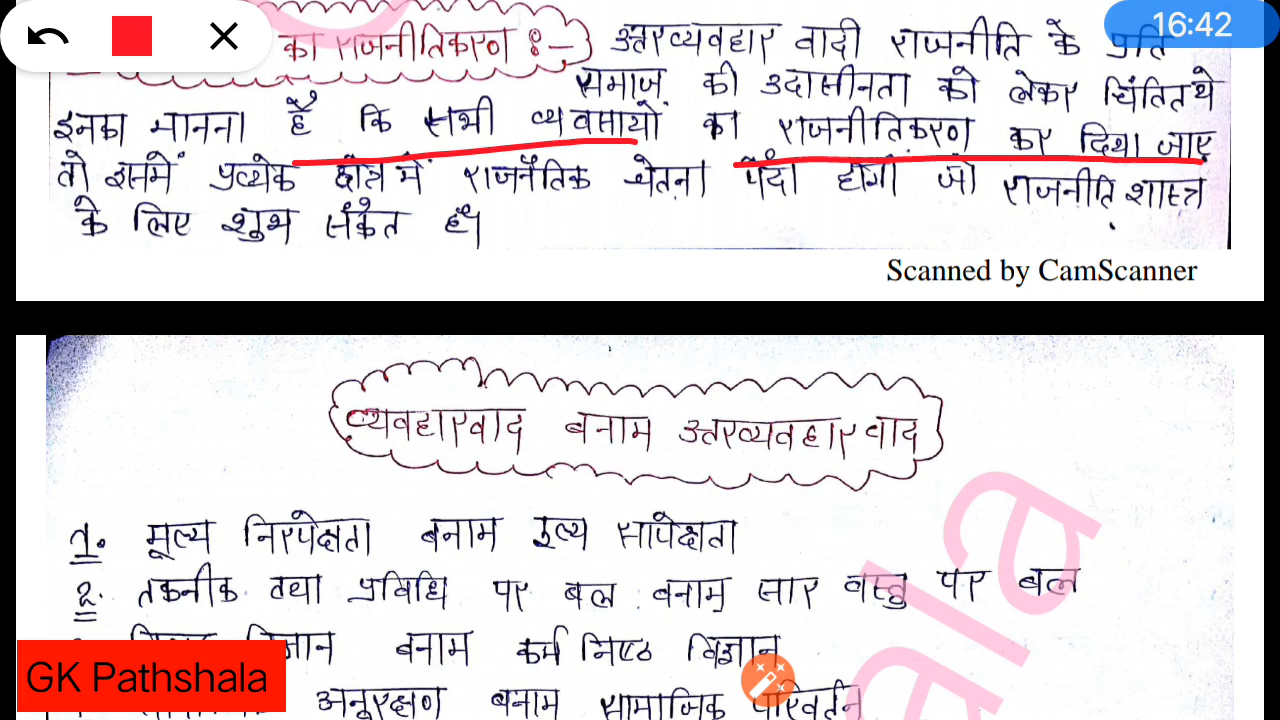 16:42
का राजनीतिकरण :- उत्तरव्यवहार वादी राजनीति के प्रति
समाज की उदासीनता को लेकर चिंतित थे
इनका मानना है कि सभी व्यवसायों का राजनीतिकरण कर दिया जाए
तो इसमें प्रत्येक क्षेत्र में राजनैतिक चेतना पैदा होगी जो राजनीति शास्त्र
के लिए शुभ संकेत है।
Scanned by CamScanner
व्यवहारवाद बनाम उत्तरव्यवहारवाद
1. मूल्य निरपेक्षता बनाम मूल्य सापेक्षता
2. तकनीक तथा प्रविधि पर बल बनाम सार वस्तु पर बल
बनाम कर्म निष्ठ विज्ञान
GK Pathshala
अनुरक्षण बनाम सामाजिक परिवर्तन